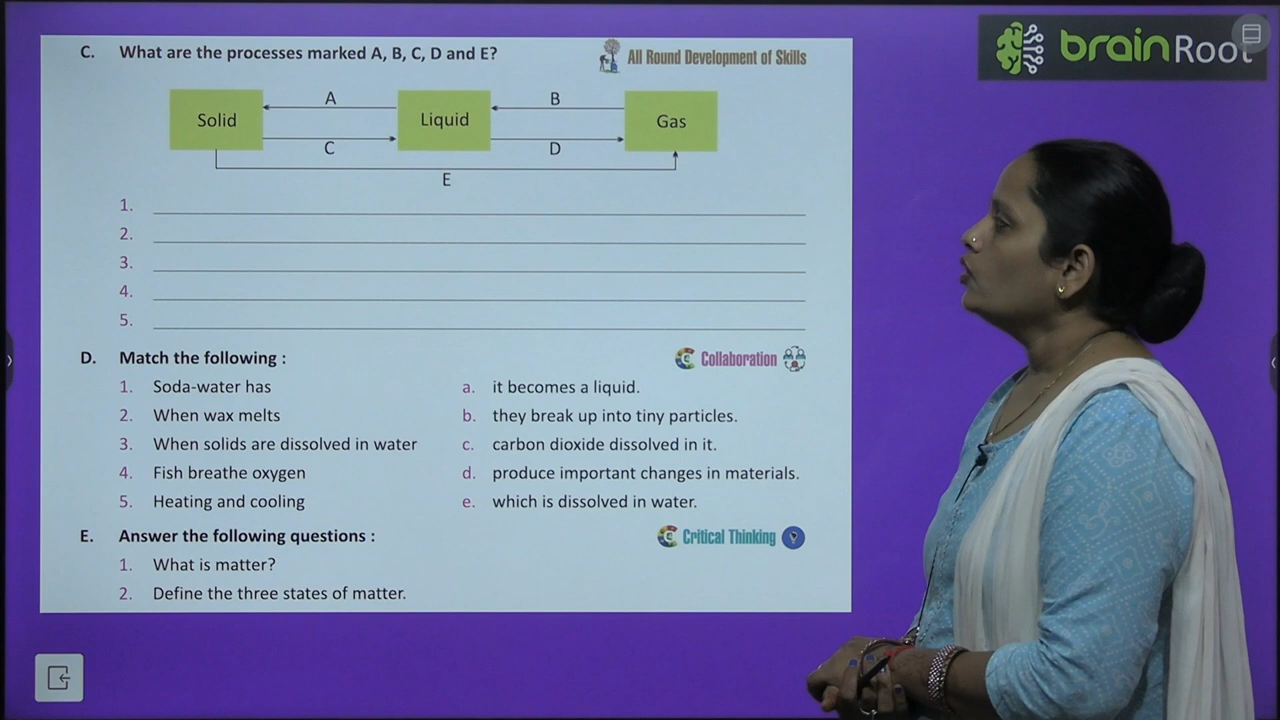 brainRoot
C. What are the processes marked A, B, C, D and E?
All Round Development of Skills
A
B
Solid
Liquid
Gas
C
D
E
1.
2.
3.
4.
5.
D. Match the following :
Collaboration
1. Soda-water has a. it becomes a liquid.
2. When wax melts b. they break up into tiny particles.
3. When solids are dissolved in water c. carbon dioxide dissolved in it.
4. Fish breathe oxygen d. produce important changes in materials.
5. Heating and cooling e. which is dissolved in water.
E. Answer the following questions :
Critical Thinking
1. What is matter?
2. Define the three states of matter.